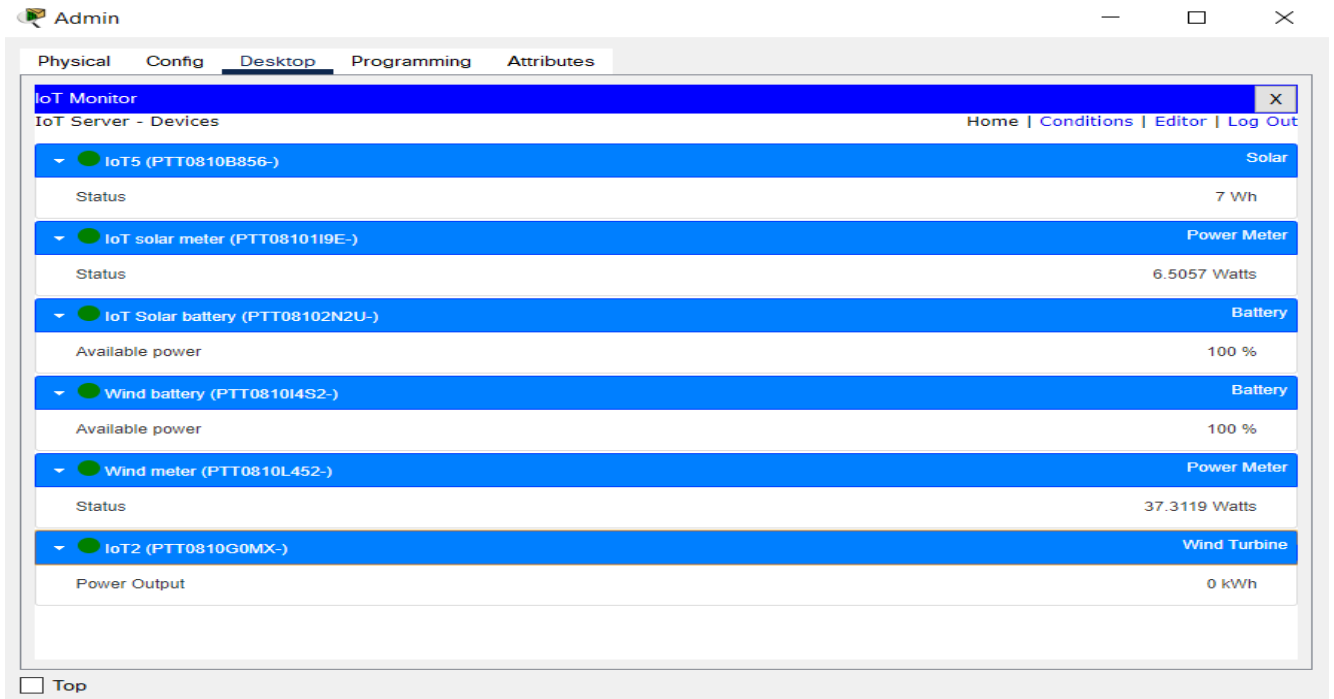 Admin
Physical Config Desktop Programming Attributes
IoT Monitor X
IoT Server - Devices Home | Conditions | Editor | Log Out
IoT5 (PTT0810B856-) Solar
Status 7 Wh
IoT solar meter (PTT08101I9E-) Power Meter
Status 6.5057 Watts
IoT Solar battery (PTT08102N2U-) Battery
Available power 100 %
Wind battery (PTT0810I4S2-) Battery
Available power 100 %
Wind meter (PTT0810L452-) Power Meter
Status 37.3119 Watts
IoT2 (PTT0810G0MX-) Wind Turbine
Power Output 0 kWh
Top